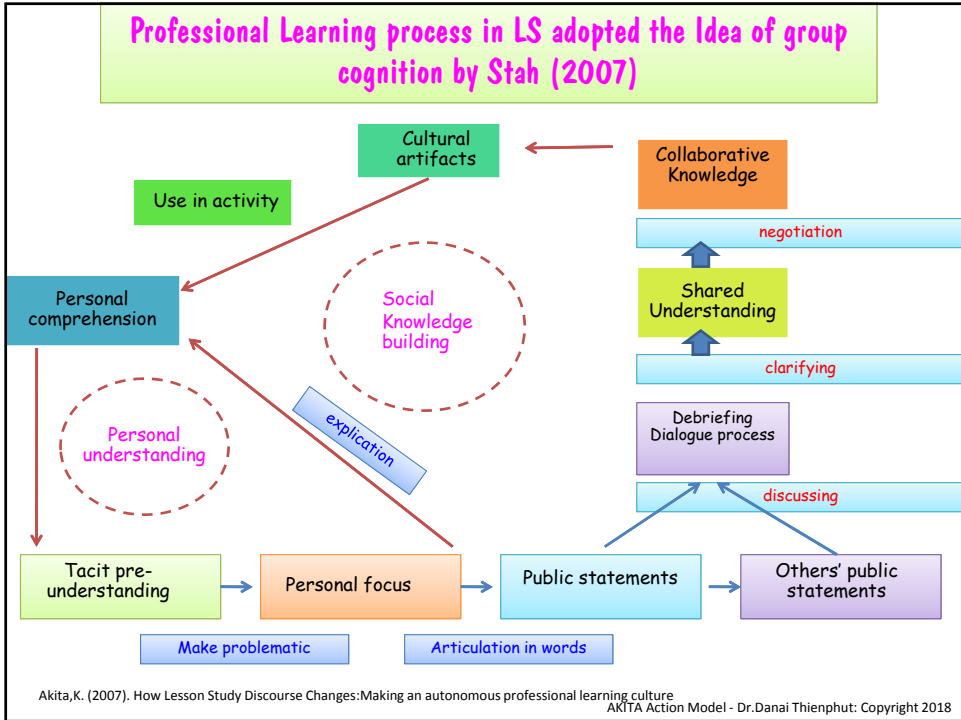 Professional Learning process in LS adopted the Idea of group
cognition by Stah (2007)
Cultural
artifacts
Collaborative
Knowledge
Use in activity
negotiation
Personal
comprehension
Social
Knowledge
building
Shared
Understanding
clarifying
explication
Personal
understanding
Debriefing
Dialogue process
discussing
Tacit pre-
understanding
Personal focus
Public statements
Others’ public
statements
Make problematic
Articulation in words
Akita,K. (2007). How Lesson Study Discourse Changes:Making an autonomous professional learning culture
AKITA Action Model - Dr.Danai Thienphut: Copyright 2018